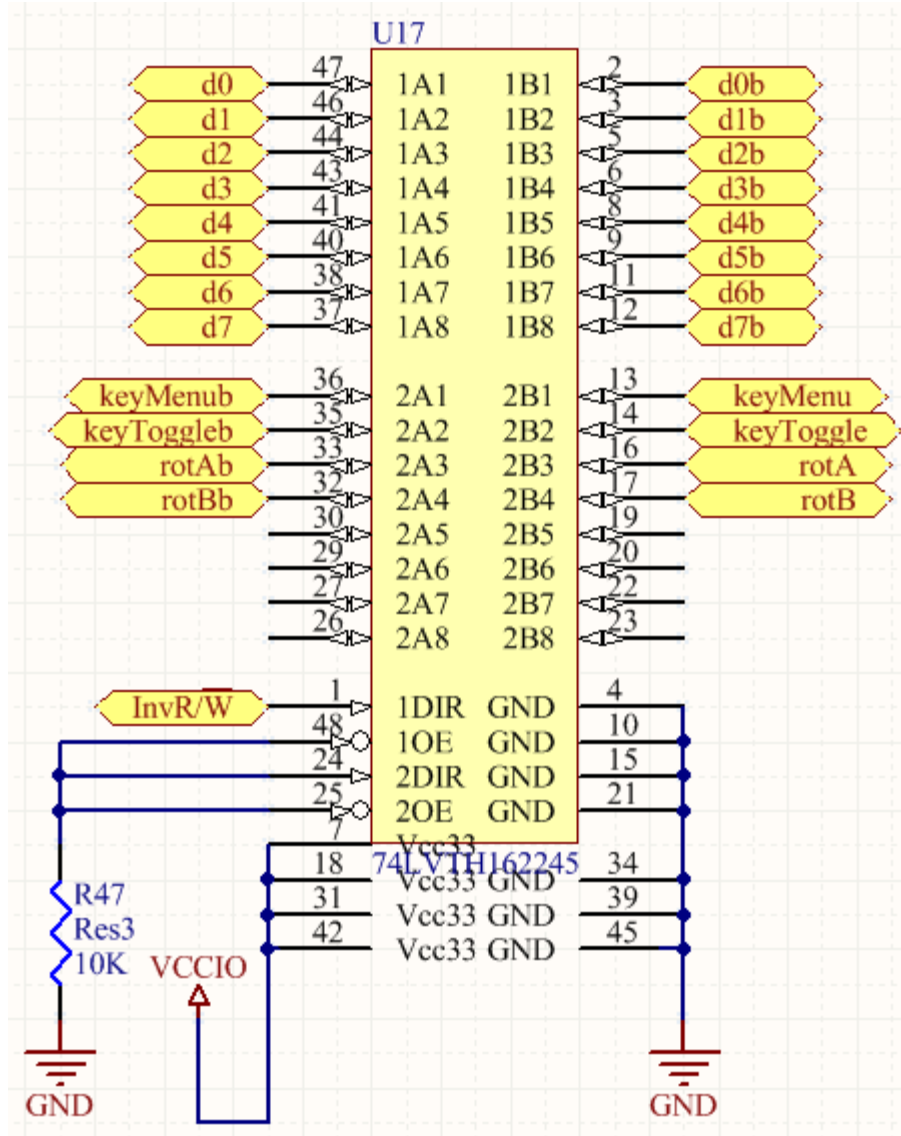 U17
d0 47 1A1 1B1 2 d0b
d1 46 1A2 1B2 3 d1b
d2 44 1A3 1B3 5 d2b
d3 43 1A4 1B4 6 d3b
d4 41 1A5 1B5 8 d4b
d5 40 1A6 1B6 9 d5b
d6 38 1A7 1B7 11 d6b
d7 37 1A8 1B8 12 d7b
keyMenub 36 2A1 2B1 13 keyMenu
keyToggleb 35 2A2 2B2 14 keyToggle
rotAb 33 2A3 2B3 16 rotA
rotBb 32 2A4 2B4 17 rotB
30 2A5 2B5 19
29 2A6 2B6 20
27 2A7 2B7 22
26 2A8 2B8 23
InvR/W 1 1DIR GND 4
48 1OE GND 10
24 2DIR GND 15
25 2OE GND 21
7 Vcc33
74LVTH162245
18 Vcc33 GND 34
31 Vcc33 GND 39
42 Vcc33 GND 45
R47
Res3
10K
VCCIO
GND
GND